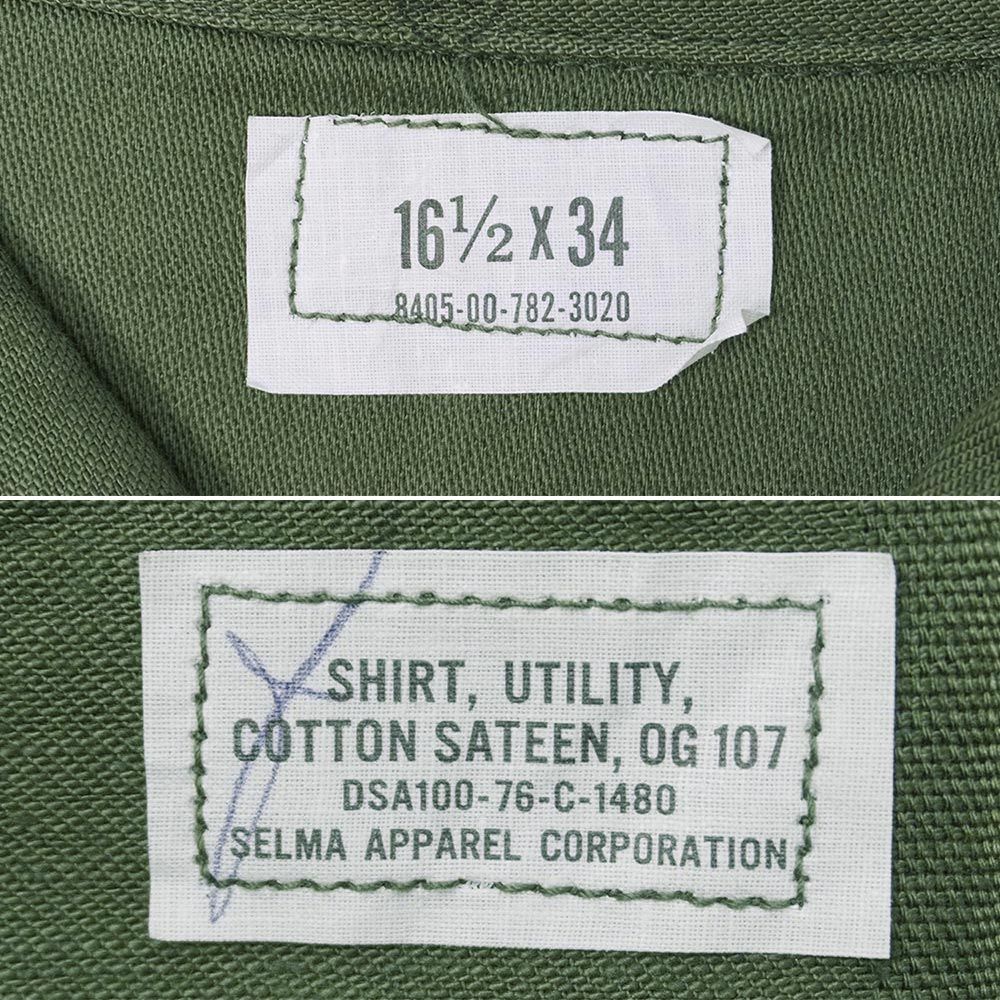 16½ X 34
8405-00-782-3020
SHIRT, UTILITY,
COTTON SATEEN, OG 107
DSA100-76-C-1480
SELMA APPAREL CORPORATION